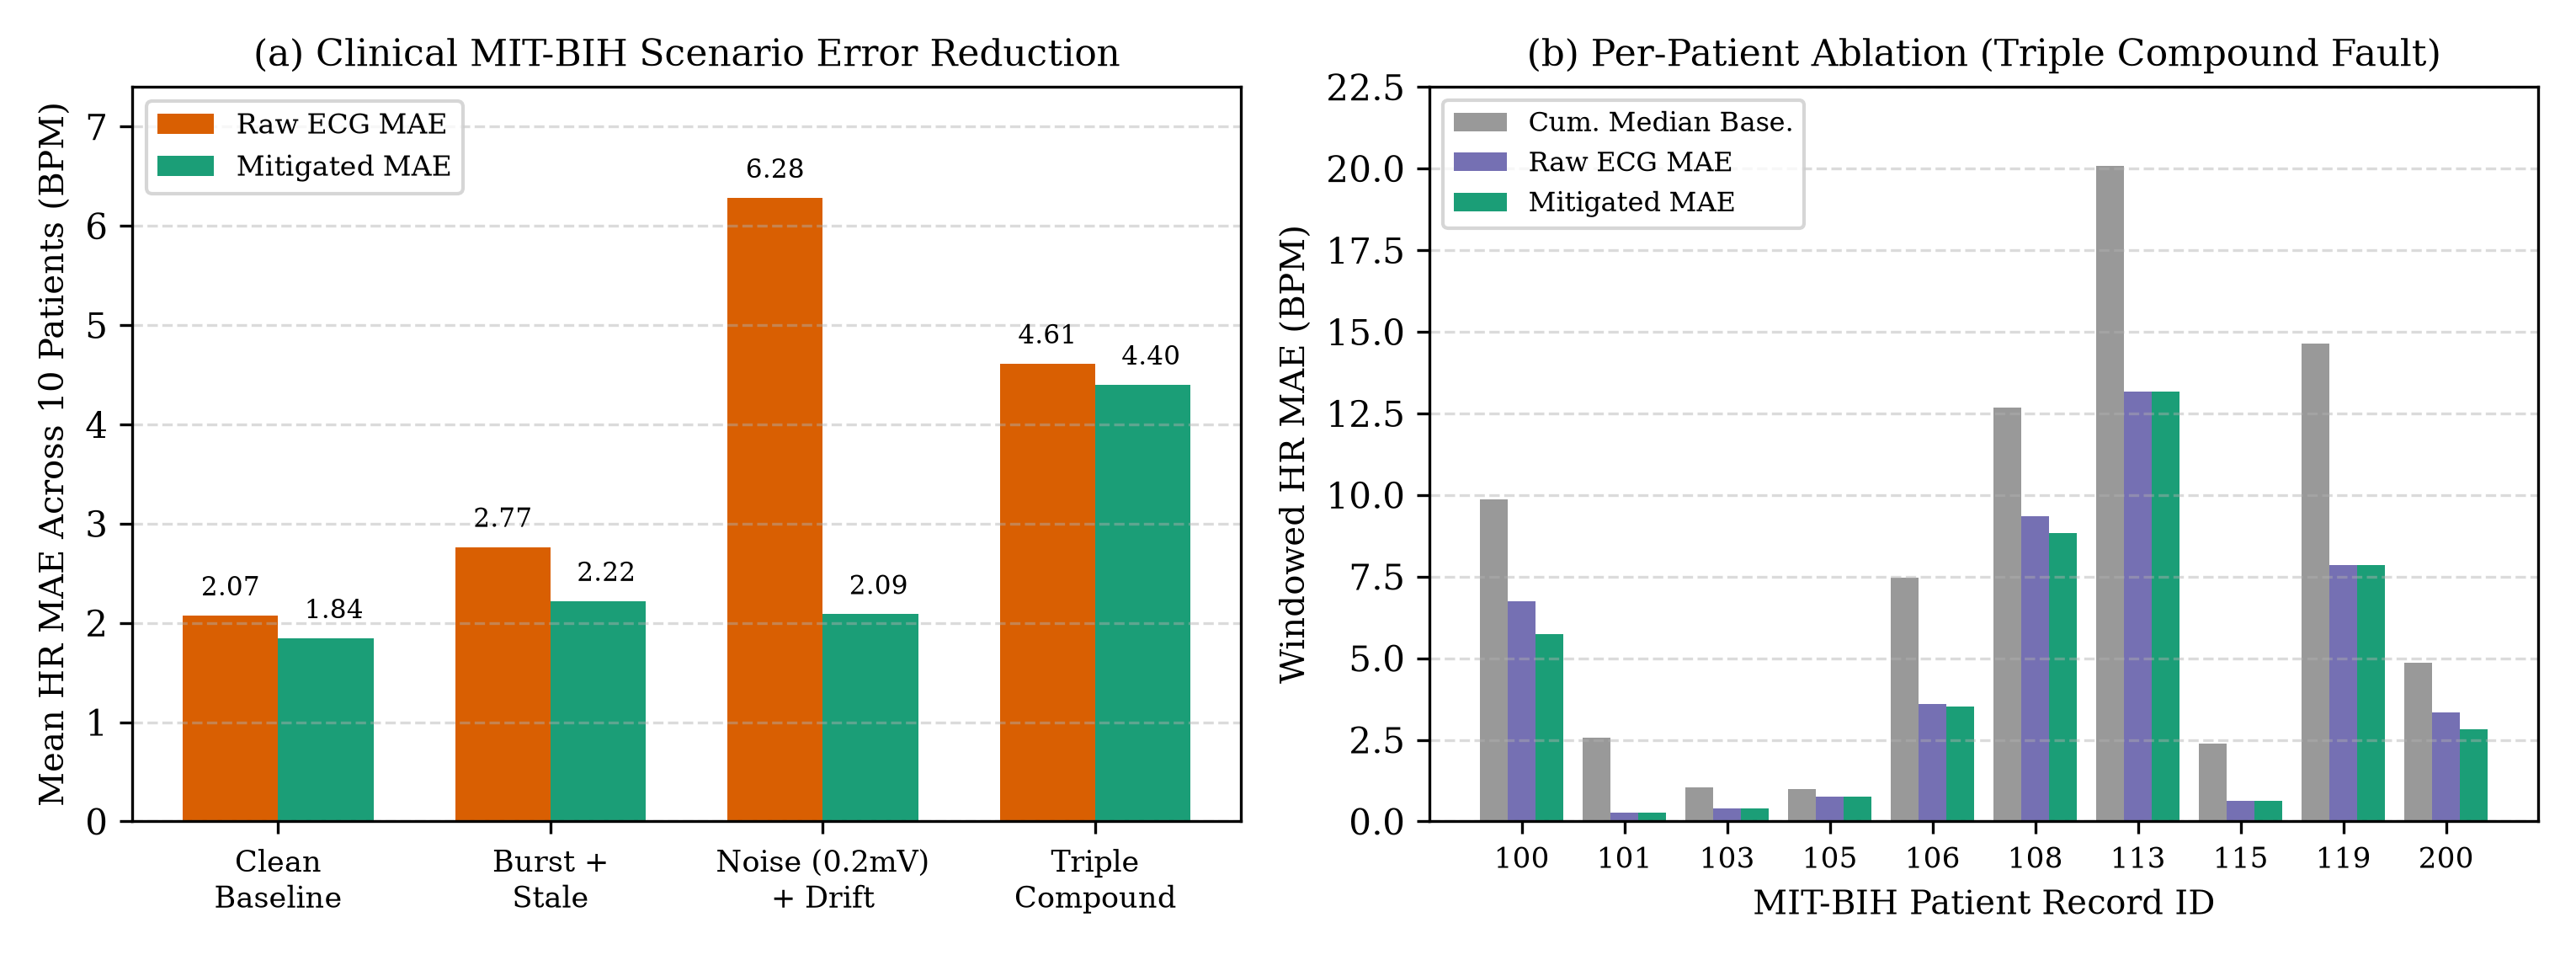 (a) Clinical MIT-BIH Scenario Error Reduction
Mean HR MAE Across 10 Patients (BPM)
7
6
5
4
3
2
1
0
Raw ECG MAE
Mitigated MAE
2.07
1.84
2.77
2.22
6.28
2.09
4.61
4.40
Clean
Baseline
Burst +
Stale
Noise (0.2mV)
+ Drift
Triple
Compound
(b) Per-Patient Ablation (Triple Compound Fault)
Windowed HR MAE (BPM)
22.5
20.0
17.5
15.0
12.5
10.0
7.5
5.0
2.5
0.0
Cum. Median Base.
Raw ECG MAE
Mitigated MAE
100 101 103 105 106 108 113 115 119 200
MIT-BIH Patient Record ID